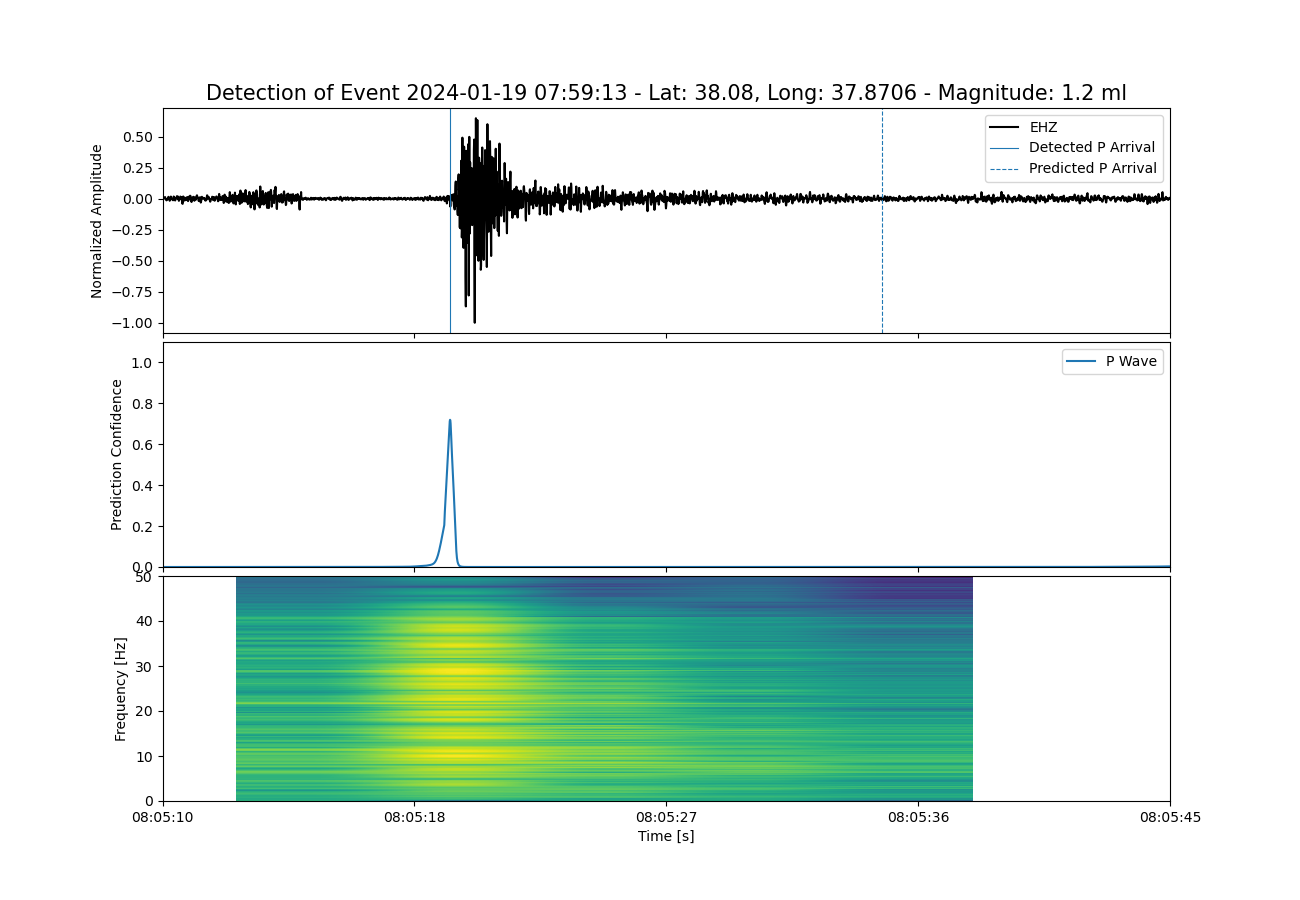 Detection of Event 2024-01-19 07:59:13 - Lat: 38.08, Long: 37.8706 - Magnitude: 1.2 ml
Normalized Amplitude
0.50
0.25
0.00
−0.25
−0.50
−0.75
−1.00
EHZ
Detected P Arrival
Predicted P Arrival
Prediction Confidence
1.0
0.8
0.6
0.4
0.2
0.0
P Wave
Frequency [Hz]
50
40
30
20
10
0
08:05:10 08:05:18 08:05:27 08:05:36 08:05:45
Time [s]